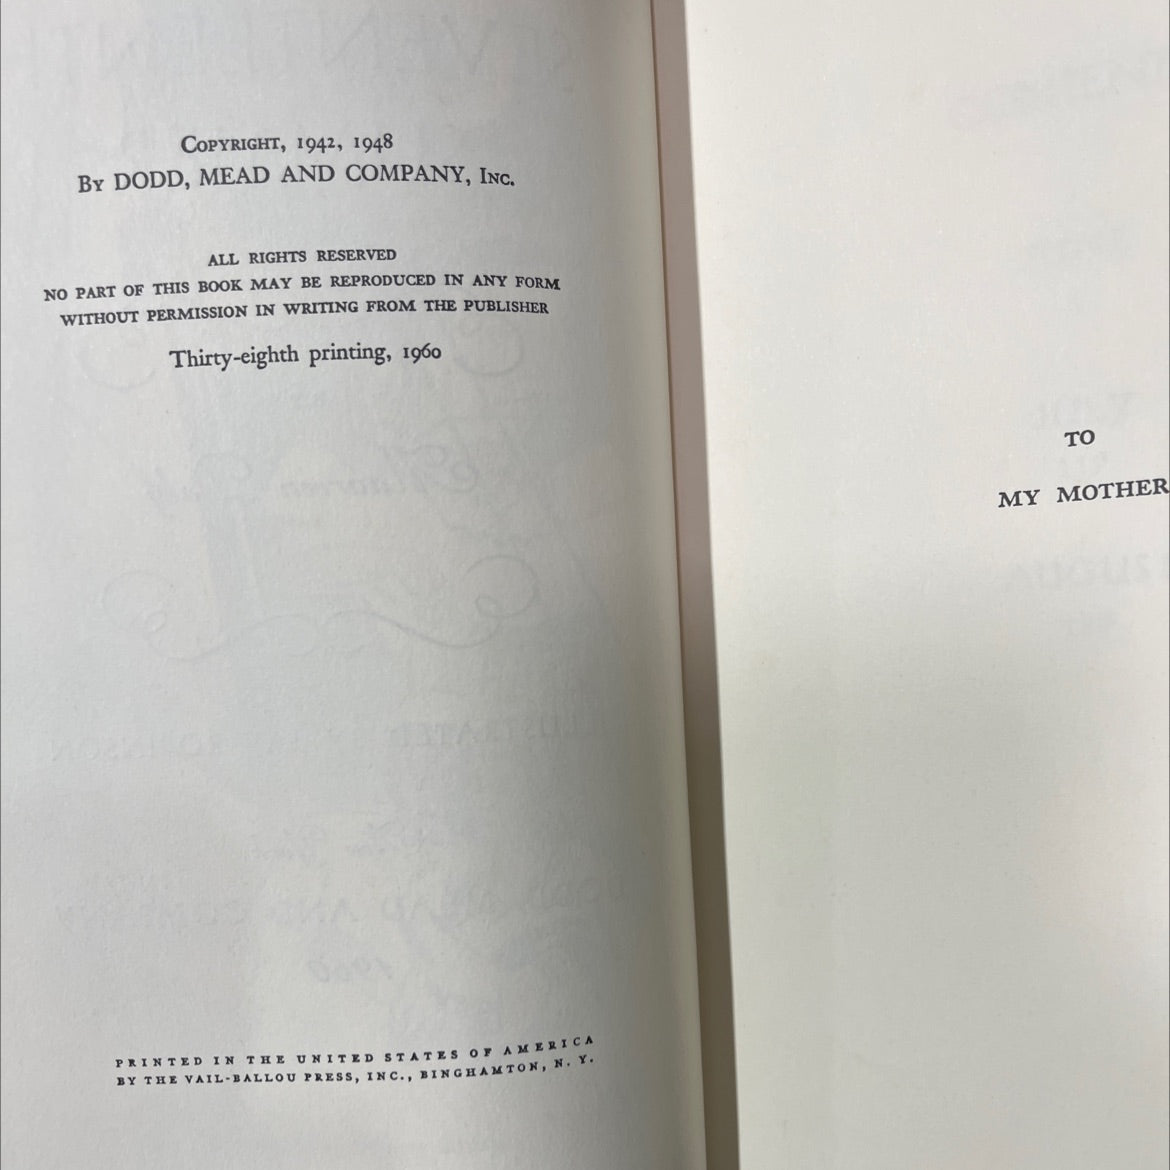 COPYRIGHT, 1942, 1948
BY DODD, MEAD AND COMPANY, INC.
ALL RIGHTS RESERVED
NO PART OF THIS BOOK MAY BE REPRODUCED IN ANY FORM
WITHOUT PERMISSION IN WRITING FROM THE PUBLISHER
Thirty-eighth printing, 1960
PRINTED IN THE UNITED STATES OF AMERICA
BY THE VAIL-BALLOU PRESS, INC., BINGHAMTON, N. Y.
TO
MY MOTHER